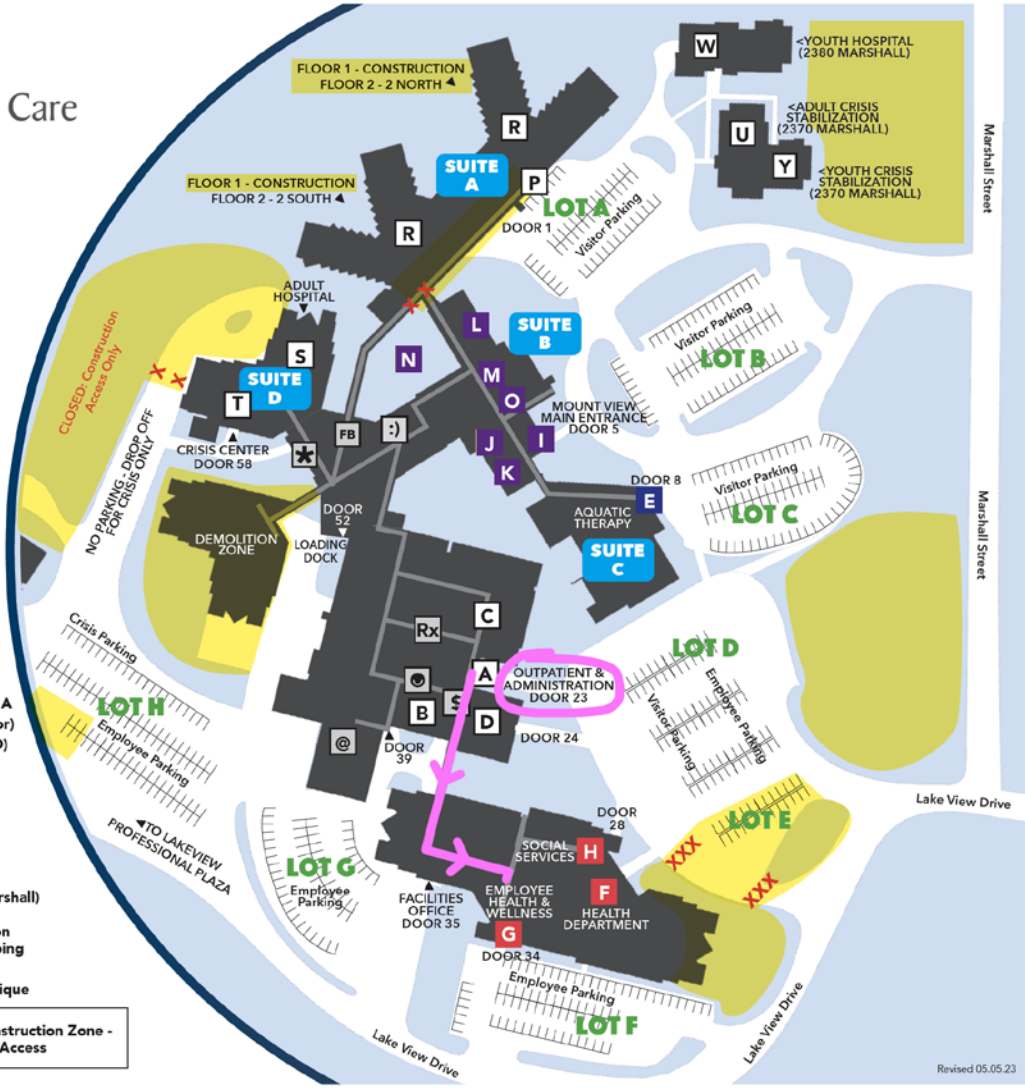 Care
FLOOR 1 - CONSTRUCTION
FLOOR 2 - 2 NORTH
R
SUITE
A
P
DOOR 1
LOT A
Visitor Parking
W
<YOUTH HOSPITAL
(2380 MARSHALL)
<ADULT CRISIS
STABILIZATION
(2370 MARSHALL)
U
Y
<YOUTH CRISIS
STABILIZATION
(2370 MARSHALL)
Marshall Street
FLOOR 1 - CONSTRUCTION
FLOOR 2 - 2 SOUTH
R
ADULT
HOSPITAL
CLOSED: Construction
Access Only
X X
X X
S
SUITE
D
T
CRISIS CENTER
DOOR 58
NO PARKING- DROP OFF
FOR CRISIS ONLY
N
L
SUITE
B
M
O
MOUNT VIEW
MAIN ENTRANCE
DOOR 5
J
I
K
FB
:)
*
Visitor Parking
LOT B
DOOR 8
E
AQUATIC
THERAPY
SUITE
C
Visitor Parking
LOT C
Marshall Street
DEMOLITION
ZONE
DOOR
52
LOADING
DOCK
C
Rx
A
OUTPATIENT &
ADMINISTRATION
DOOR 23
B
$
D
DOOR 24
@
DOOR
39
LOT D
Visitor Parking
Employee Parking
Crisis Parking
LOT H
Employee Parking
A
or)
)
TO LAKEVIEW
PROFESSIONAL PLAZA
LOT G
Employee
Parking
FACILITIES
OFFICE
DOOR 35
DOOR
28
SOCIAL
SERVICES
H
EMPLOYEE
HEALTH &
WELLNESS
F
HEALTH
DEPARTMENT
G
DOOR 34
Employee Parking
LOT F
LOT E
XXX
XXX
Lake View Drive
Lake View Drive
Lake View Drive
rshall)
on
ping
ique
struction Zone -
Access
Revised 05.05.23